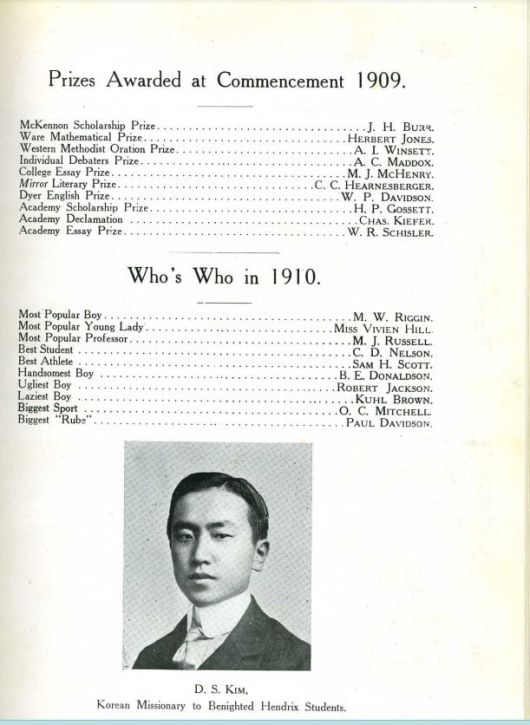 Prizes Awarded at Commencement 1909.
McKennon Scholarship Prize..............................J. H. Burr.
Ware Mathematical Prize..............................Herbert Jones.
Western Methodist Oration Prize..............................A. I. Winsett.
Individual Debaters Prize..............................A. C. Maddox.
College Essay Prize..............................M. J. McHenry.
Mirror Literary Prize..............................C. C. Hearnesberger.
Dyer English Prize..............................W. P. Davidson.
Academy Scholarship Prize..............................H. P. Gossett.
Academy Declamation..............................Chas. Kiefer.
Academy Essay Prize..............................W. R. Schisler.
Who's Who in 1910.
Most Popular Boy..............................M. W. Riggin.
Most Popular Young Lady..............................Miss Vivien Hill.
Most Popular Professor..............................M. J. Russell.
Best Student..............................C. D. Nelson.
Best Athlete..............................Sam H. Scott.
Handsomest Boy..............................B. E. Donaldson.
Ugliest Boy..............................Robert Jackson.
Laziest Boy..............................Kuhl Brown.
Biggest Sport..............................O. C. Mitchell.
Biggest "Rube"..............................Paul Davidson.
D. S. Kim,
Korean Missionary to Benighted Hendrix Students.